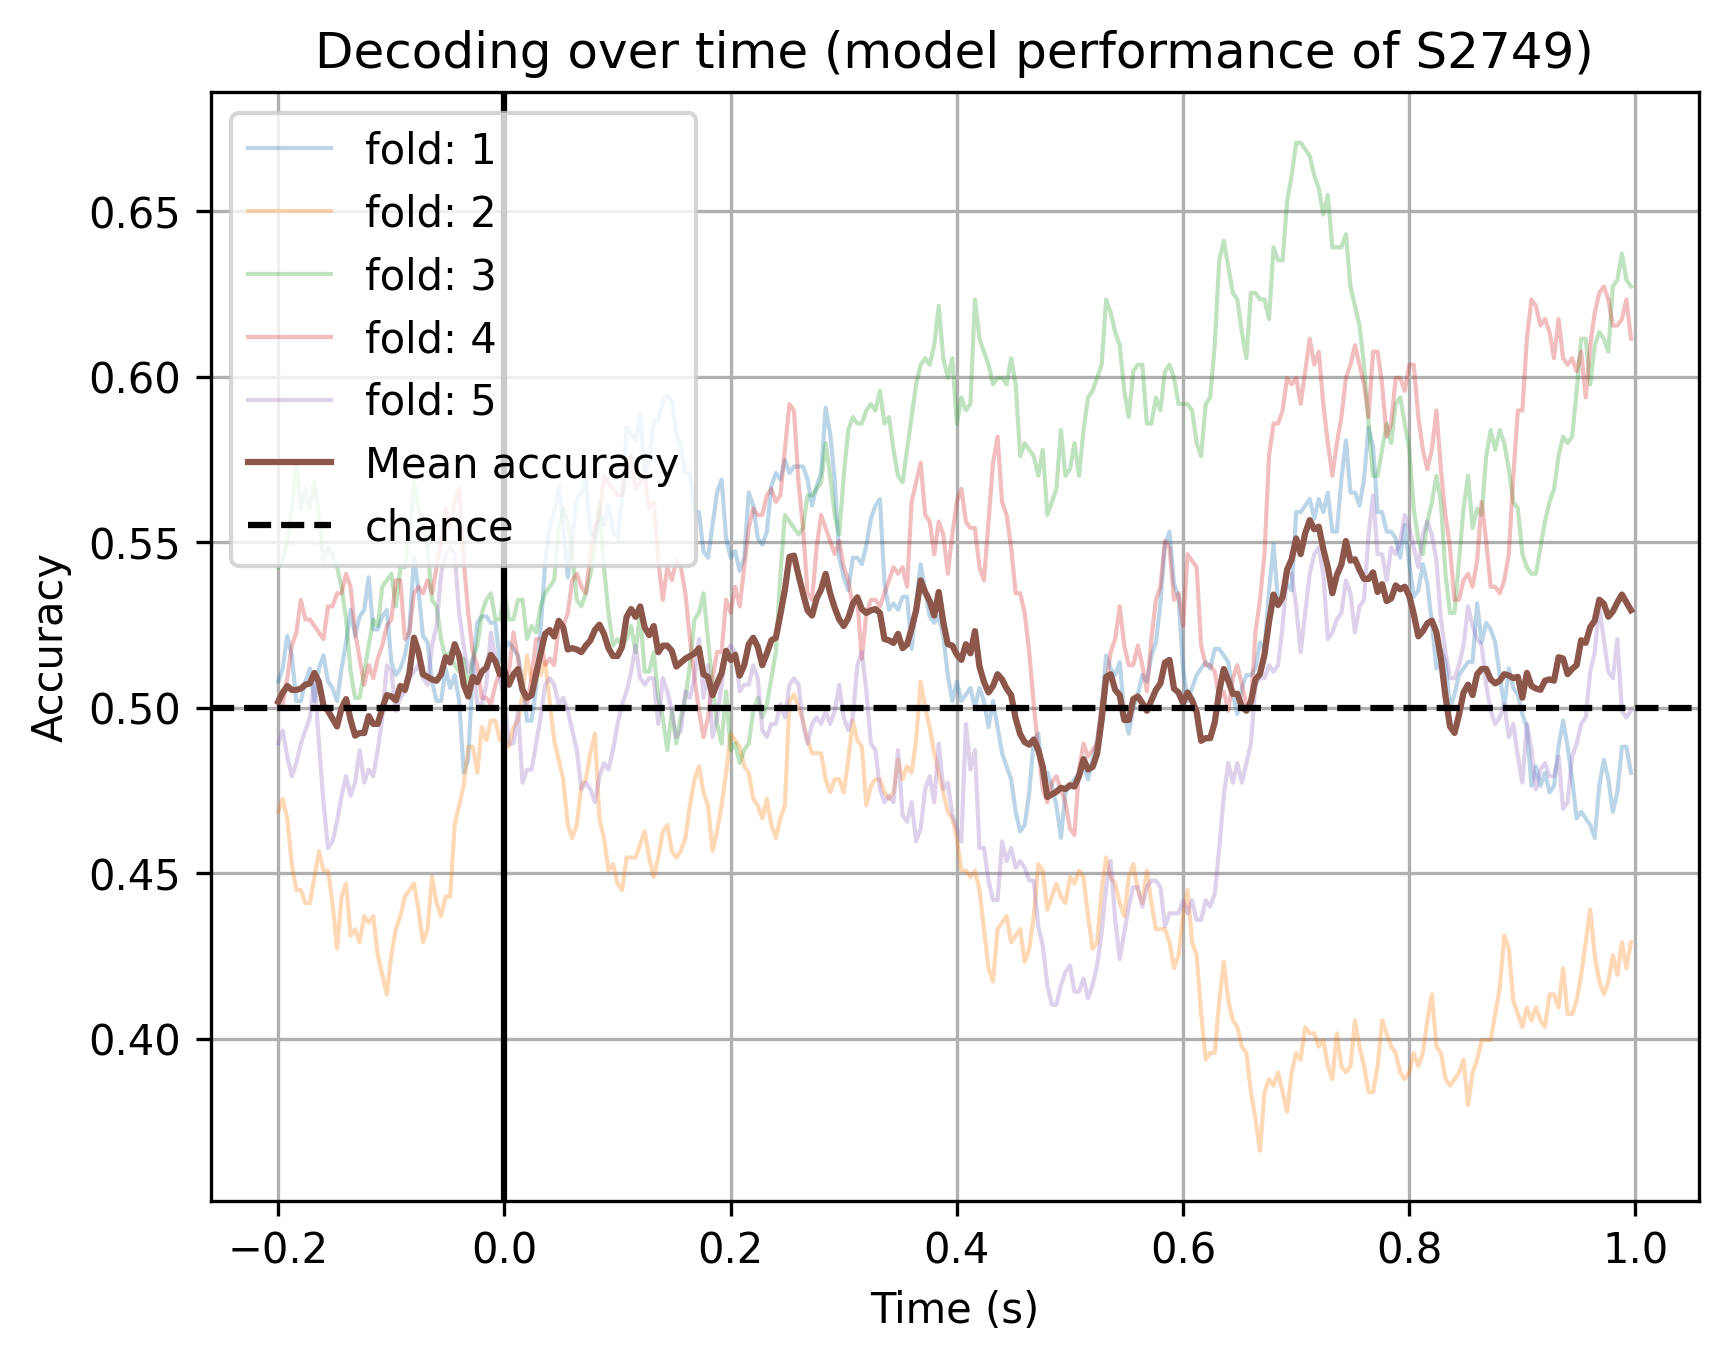 Decoding over time (model performance of S2749)
fold: 1
fold: 2
fold: 3
fold: 4
fold: 5
Mean accuracy
chance
Accuracy
0.65
0.60
0.55
0.50
0.45
0.40
−0.2 0.0 0.2 0.4 0.6 0.8 1.0
Time (s)